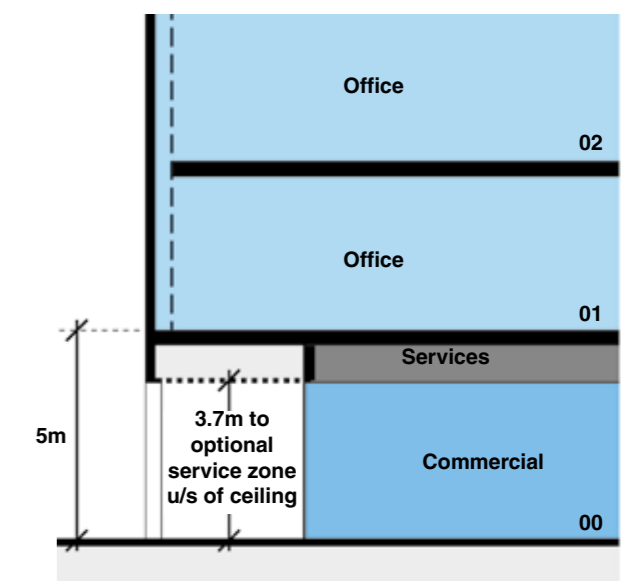 Office
02
Office
01
Services
5m
3.7m to
optional
service zone
u/s of ceiling
Commercial
00